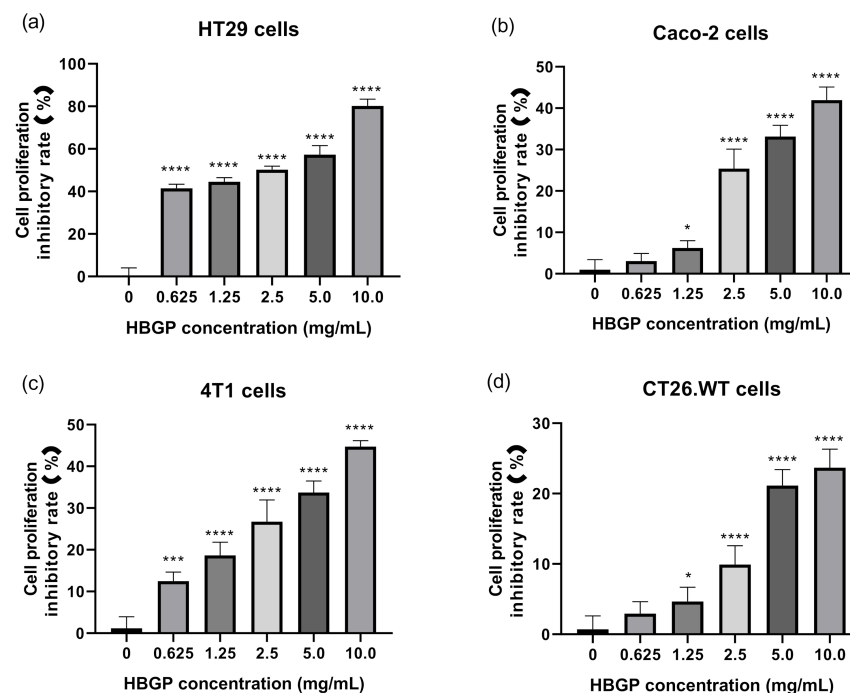 (a)
HT29 cells
Cell proliferation
inhibitory rate (%)
100
80
60
40
20
0
**** **** **** **** ****
0 0.625 1.25 2.5 5.0 10.0
HBGP concentration (mg/mL)
(b)
Caco-2 cells
Cell proliferation
inhibitory rate (%)
50
40
30
20
10
0
* **** **** ****
0 0.625 1.25 2.5 5.0 10.0
HBGP concentration (mg/mL)
(c)
4T1 cells
Cell proliferation
inhibitory rate (%)
50
40
30
20
10
0
*** **** **** **** ****
0 0.625 1.25 2.5 5.0 10.0
HBGP concentration (mg/mL)
(d)
CT26.WT cells
Cell proliferation
inhibitory rate (%)
30
20
10
0
* **** **** ****
0 0.625 1.25 2.5 5.0 10.0
HBGP concentration (mg/mL)